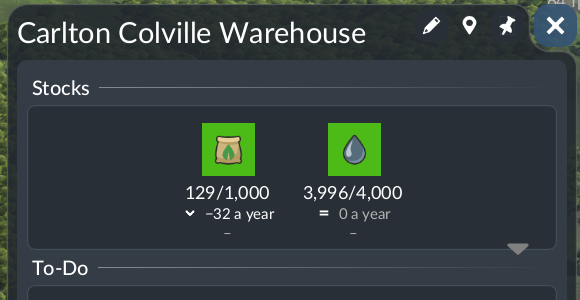 Carlton Colville Warehouse
Stocks
129/1,000 3,996/4,000
−32 a year = 0 a year
– –
To-Do